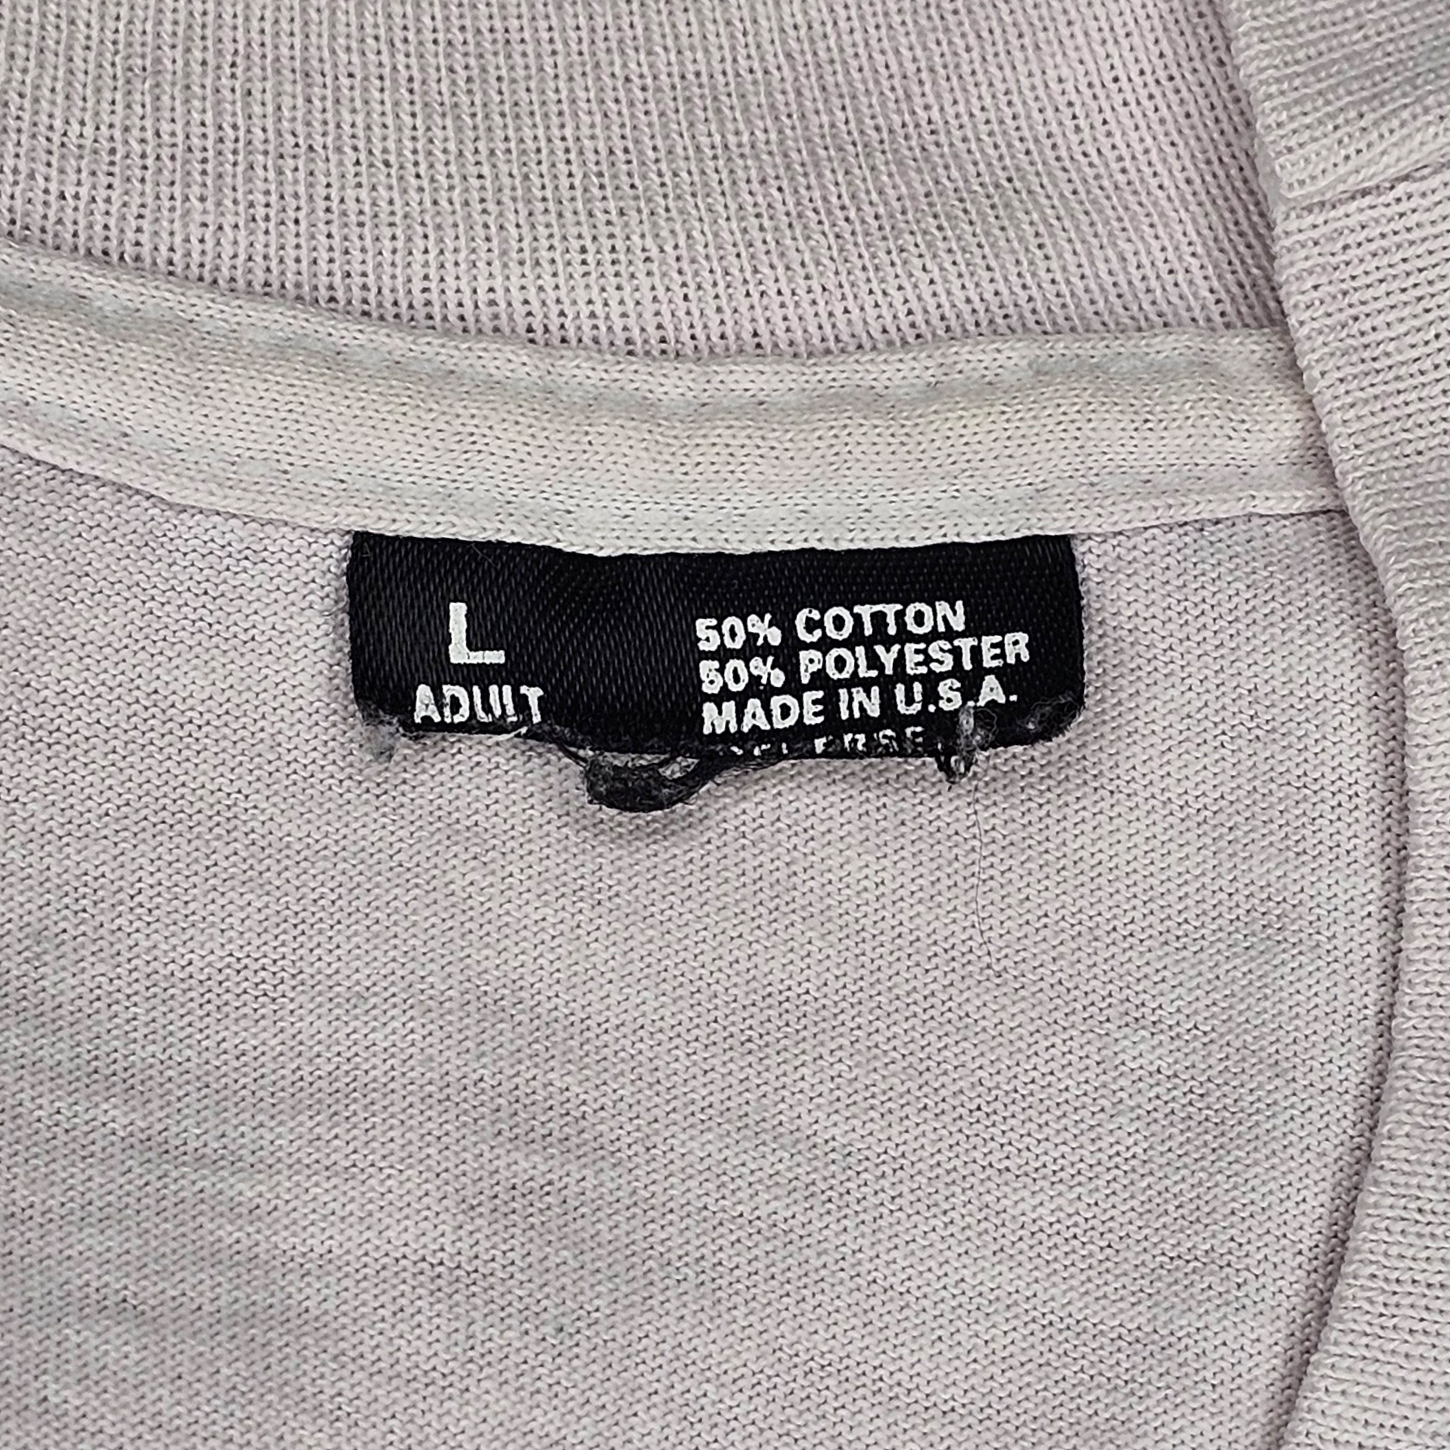 L
ADULT
50% COTTON
50% POLYESTER
MADE IN U.S.A.